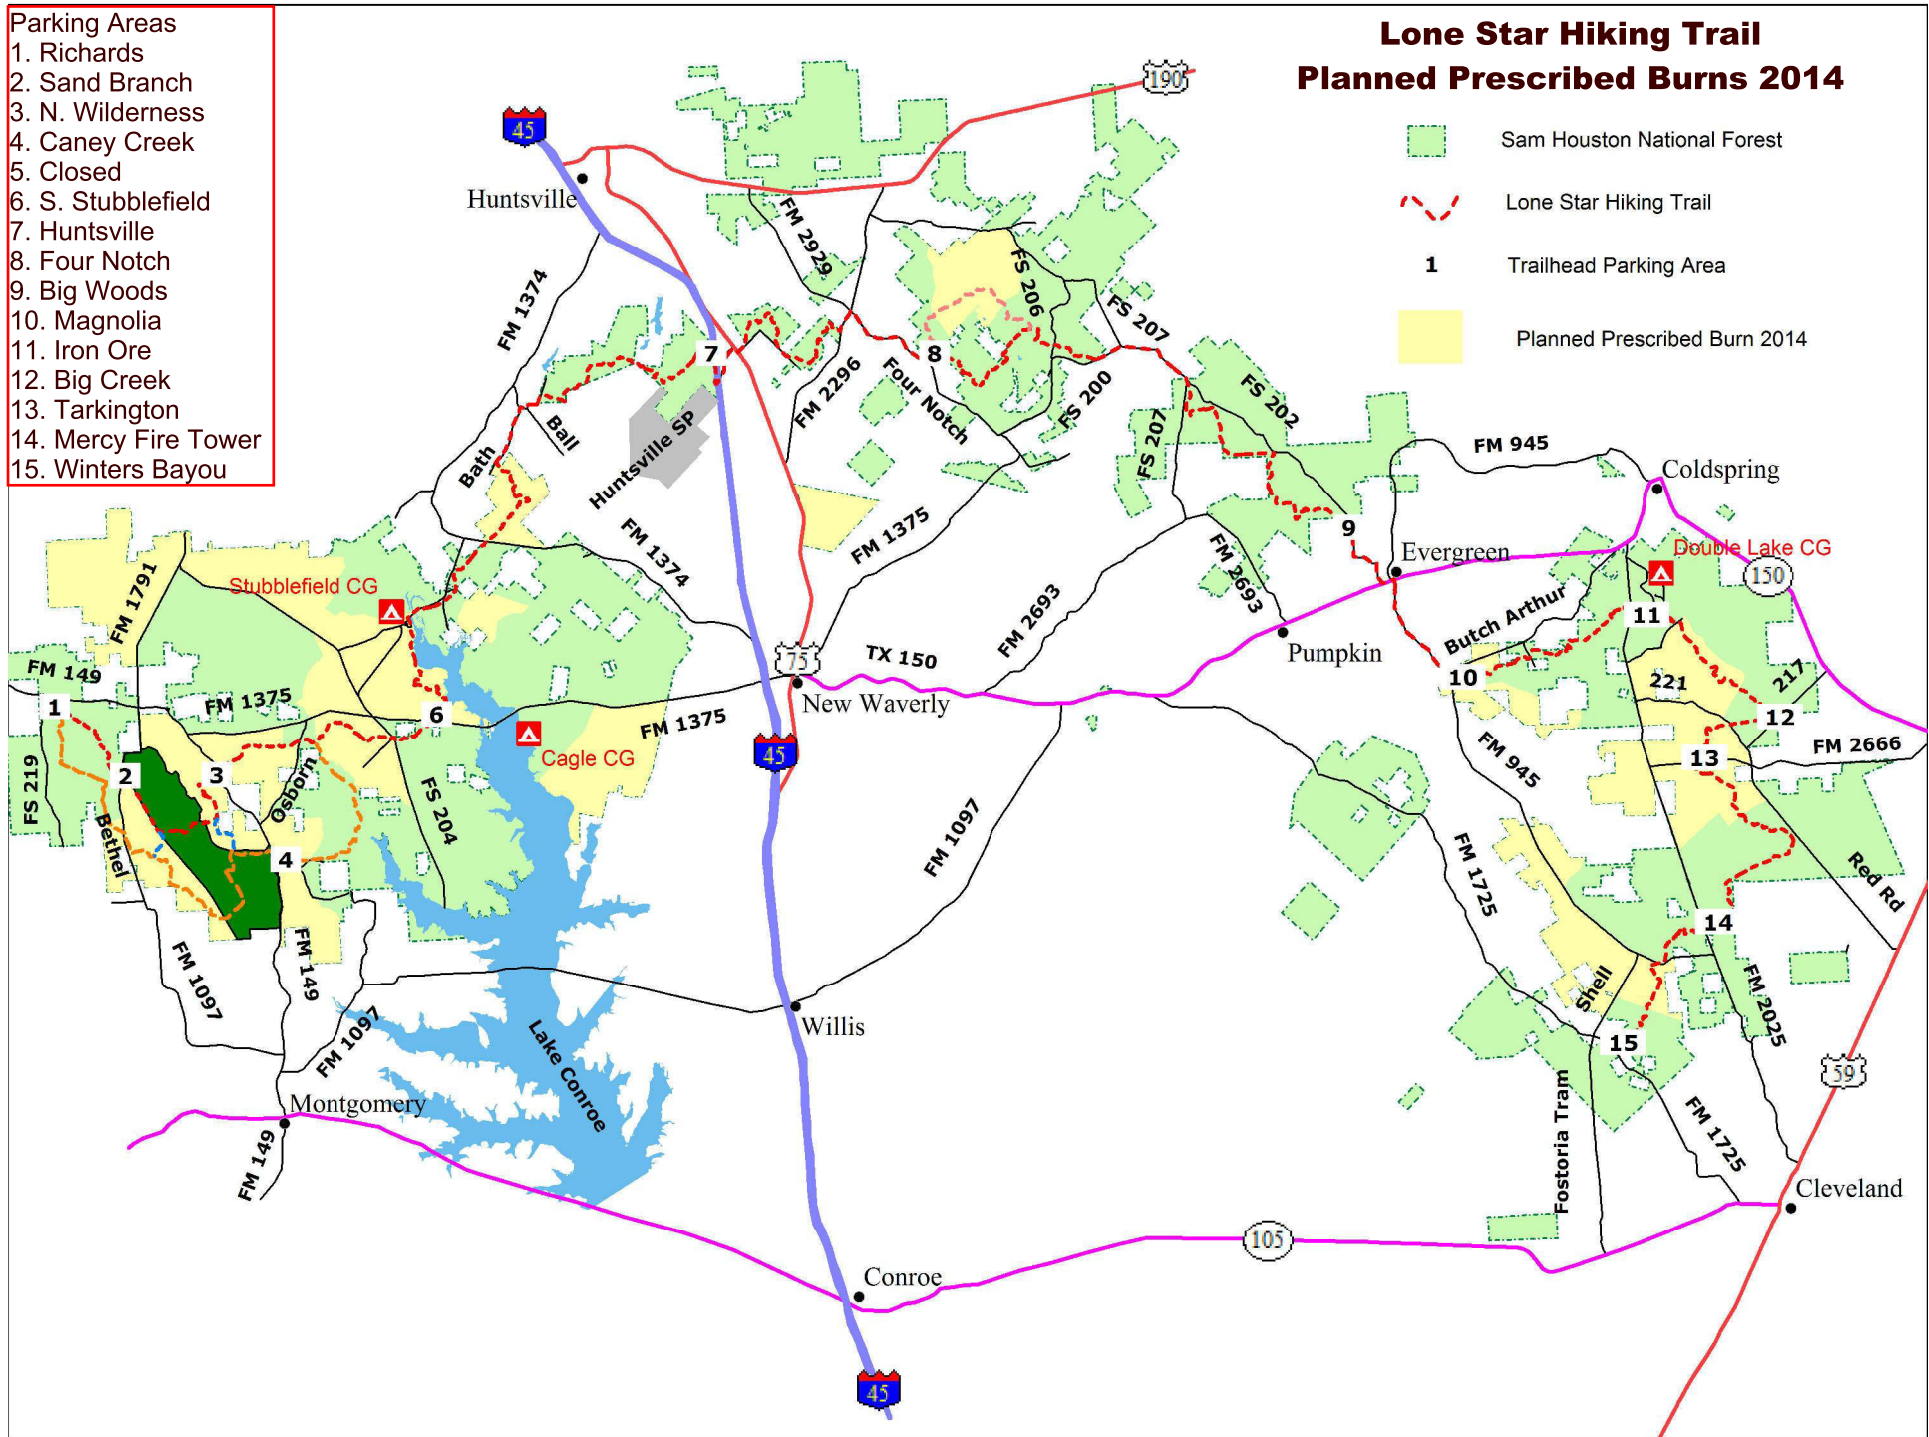 Parking Areas
1. Richards
2. Sand Branch
3. N. Wilderness
4. Caney Creek
5. Closed
6. S. Stubblefield
7. Huntsville
8. Four Notch
9. Big Woods
10. Magnolia
11. Iron Ore
12. Big Creek
13. Tarkington
14. Mercy Fire Tower
15. Winters Bayou
Lone Star Hiking Trail
Planned Prescribed Burns 2014
Sam Houston National Forest
Lone Star Hiking Trail
1 Trailhead Parking Area
Planned Prescribed Burn 2014
190
45
Huntsville
FM 2929
FM 1374
FS 206
FS 207
7
8
FM 2296
Four Notch
FS 200
FS 202
FS 207
Ball
Bath
Huntsville SP
FM 945
Coldspring
FM 1374
FM 1375
9
Evergreen
Double Lake CG
150
FM 1791
Stubblefield CG
FM 2693
FM 2693
Butch Arthur
11
Pumpkin
FM 149
75
TX 150
10
221
217
1
FM 1375
6
New Waverly
FM 1375
12
45
Cagle CG
FM 945
13
FM 2666
FS 219
2
3
Osborn
FS 204
Bethel
4
FM 1097
FM 1725
Red Rd
14
FM 1097
FM 149
FM 1097
Shell
FM 2025
Willis
Lake Conroe
15
59
Montgomery
FM 149
Fostoria Tram
FM 1725
Cleveland
105
Conroe
45